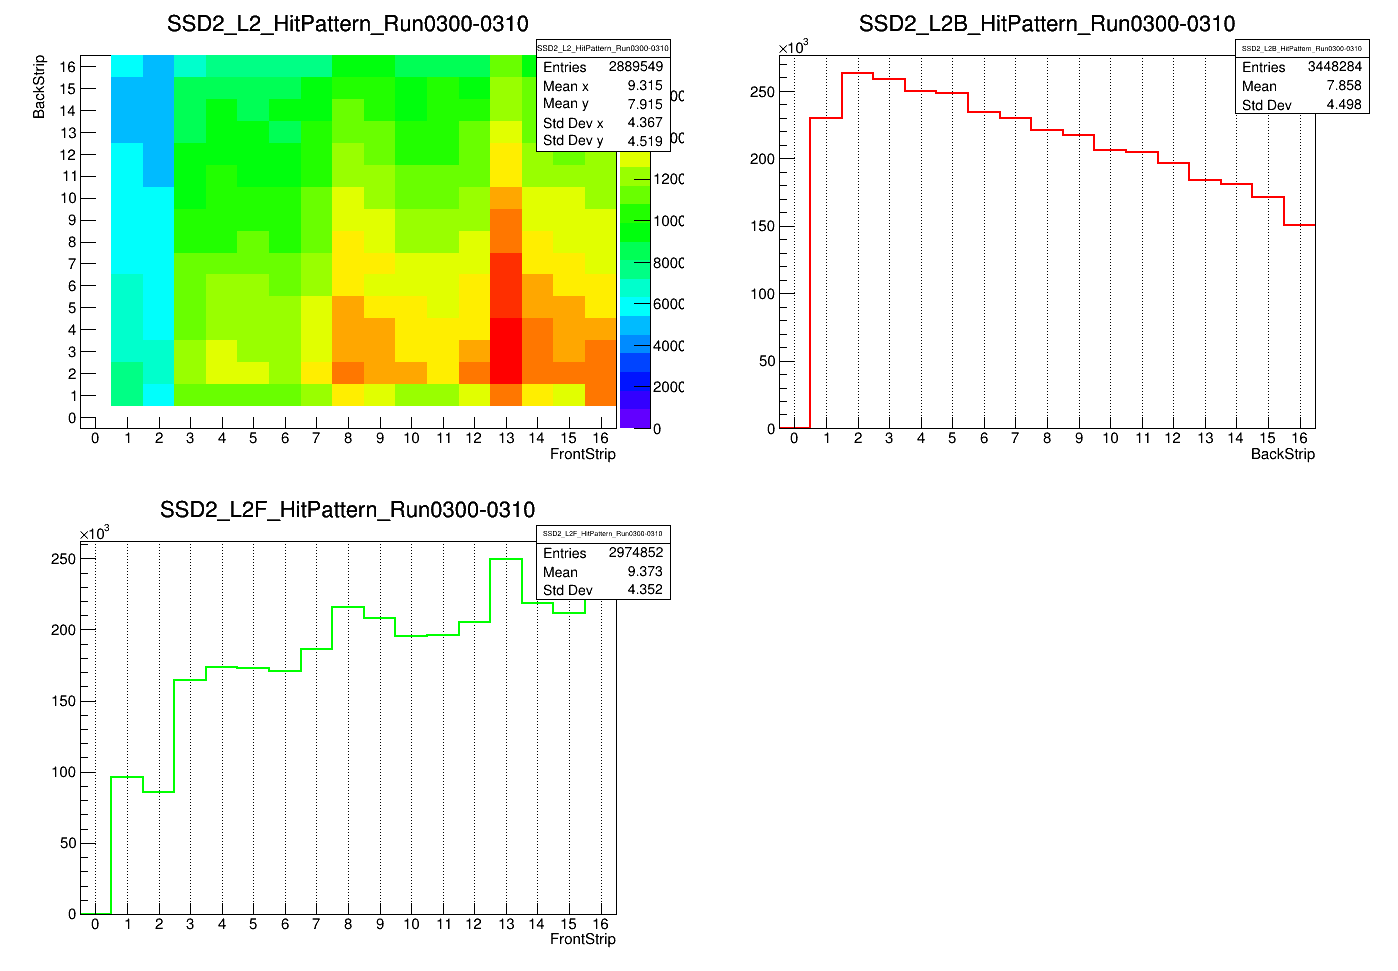 SSD2_L2_HitPattern_Run0300-0310
SSD2_L2_HitPattern_Run0300-0310
Entries 2889549
Mean x 9.315
Mean y 7.915
Std Dev x 4.367
Std Dev y 4.519
BackStrip
16
15
14
13
12
11
10
9
8
7
6
5
4
3
2
1
0
0 1 2 3 4 5 6 7 8 9 10 11 12 13 14 15 16
FrontStrip
8000
6000
4000
2000
0
SSD2_L2B_HitPattern_Run0300-0310
SSD2_L2B_HitPattern_Run0300-0310
Entries 3448284
Mean 7.858
Std Dev 4.498
×10³
250
200
150
100
50
0
0 1 2 3 4 5 6 7 8 9 10 11 12 13 14 15 16
BackStrip
SSD2_L2F_HitPattern_Run0300-0310
SSD2_L2F_HitPattern_Run0300-0310
Entries 2974852
Mean 9.373
Std Dev 4.352
×10³
250
200
150
100
50
0
0 1 2 3 4 5 6 7 8 9 10 11 12 13 14 15 16
FrontStrip